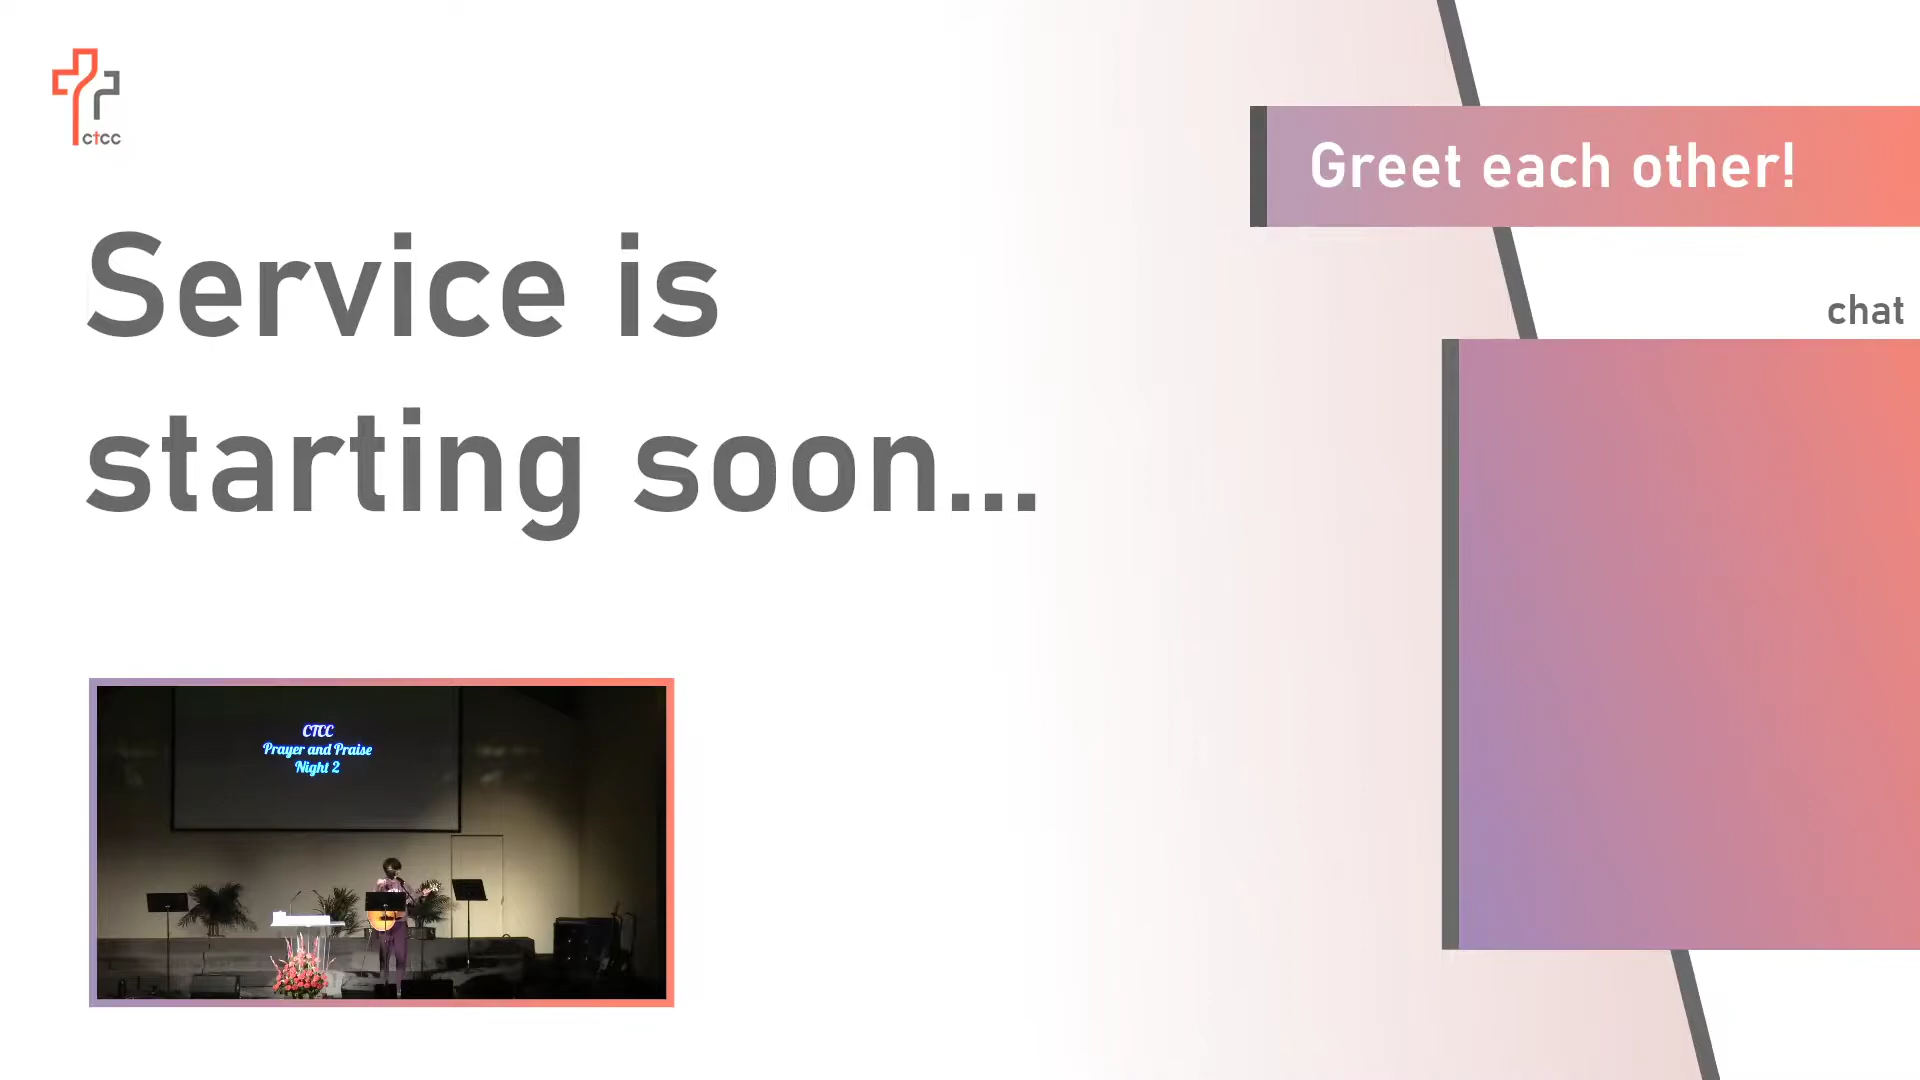 ctcc
Service is
starting soon...
Greet each other!
chat
CTCC
Prayer and Praise
Night 2